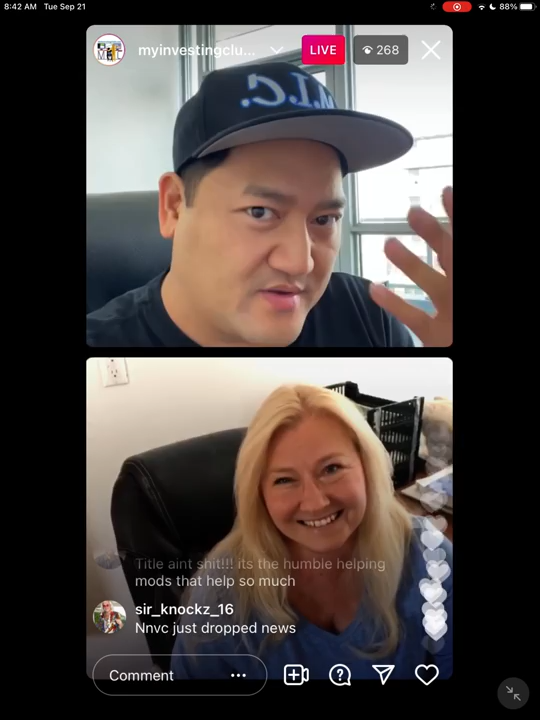 8:42 AM Tue Sep 21
88%
myinvestingclu...
LIVE
268
M.I.C.
Title aint shit!!! its the humble helping
mods that help so much
sir_knockz_16
Nnvc just dropped news
Comment